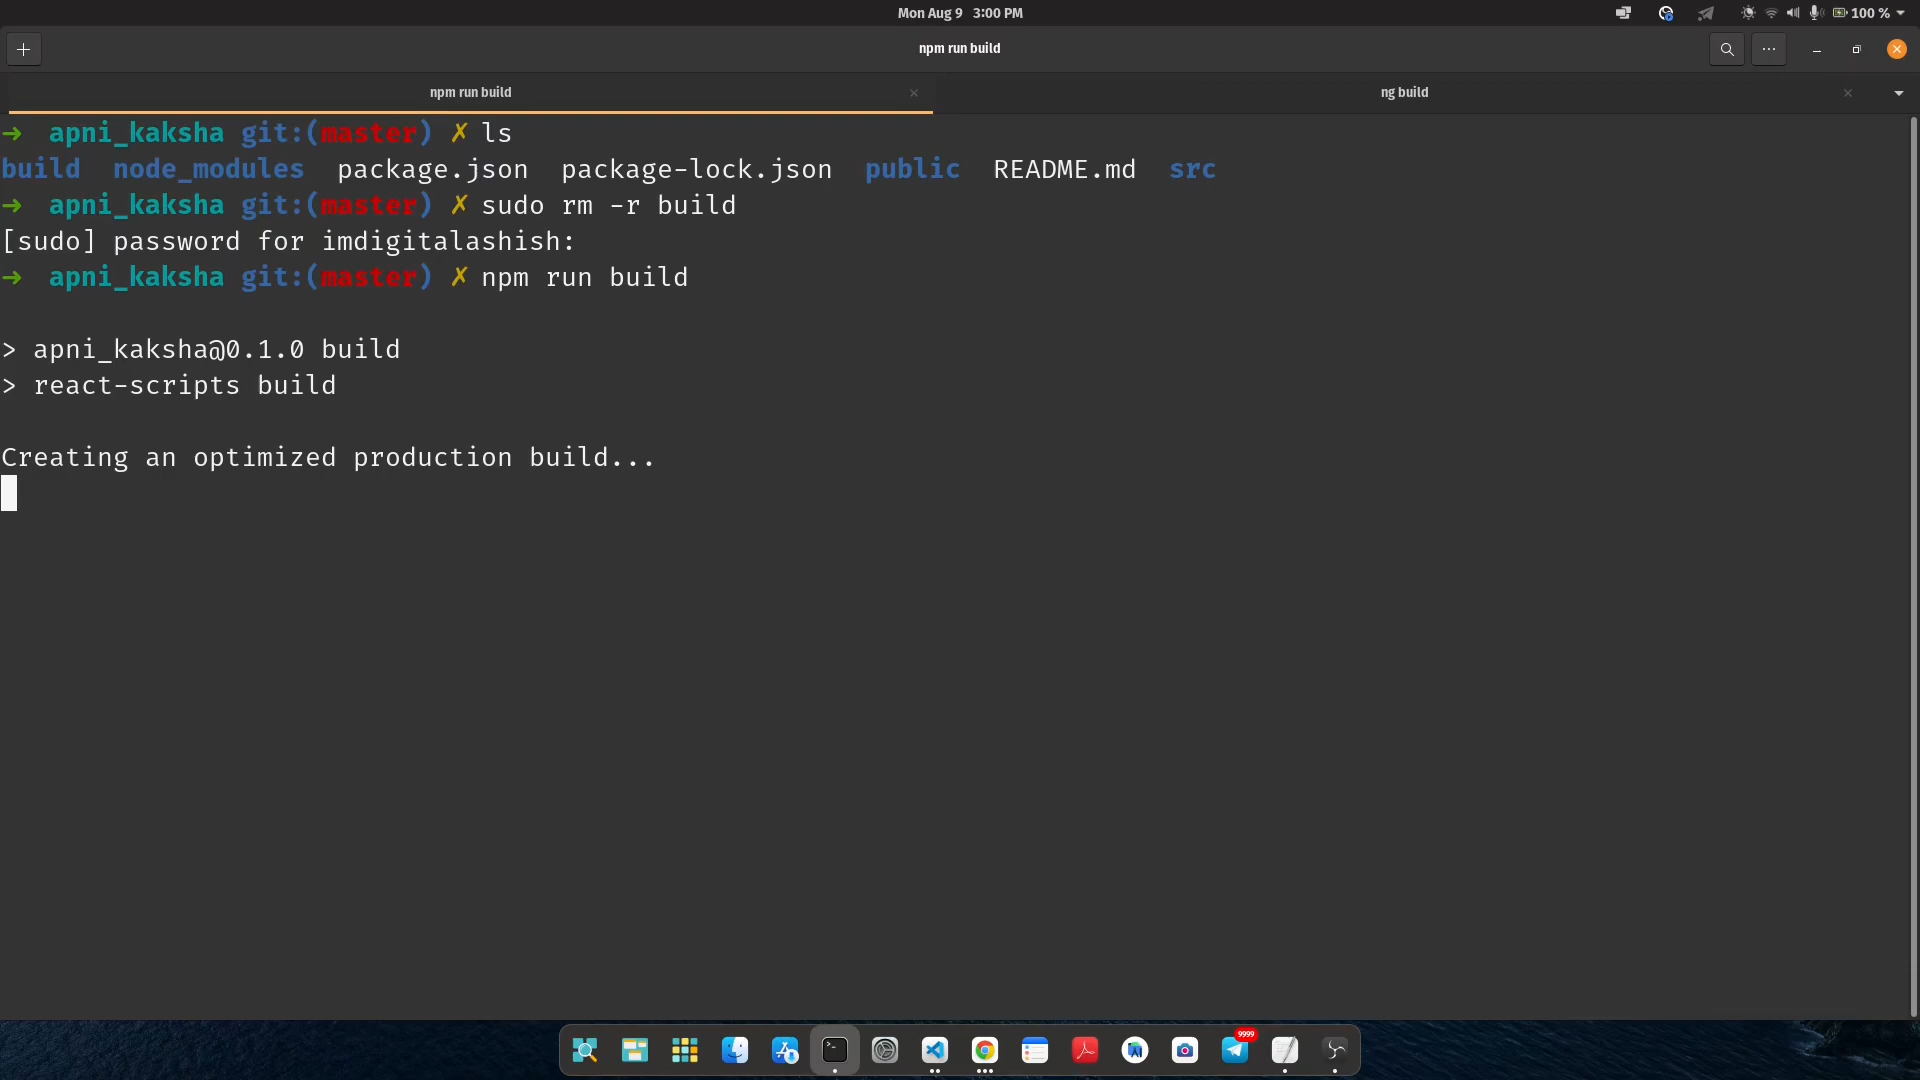 Mon Aug 9 3:00 PM
100 %
npm run build
npm run build
ng build
➜ apni_kaksha git:(master) ✗ ls
build node_modules package.json package-lock.json public README.md src
➜ apni_kaksha git:(master) ✗ sudo rm -r build
[sudo] password for imdigitalashish:
➜ apni_kaksha git:(master) ✗ npm run build
> apni_kaksha@0.1.0 build
> react-scripts build
Creating an optimized production build...
9999